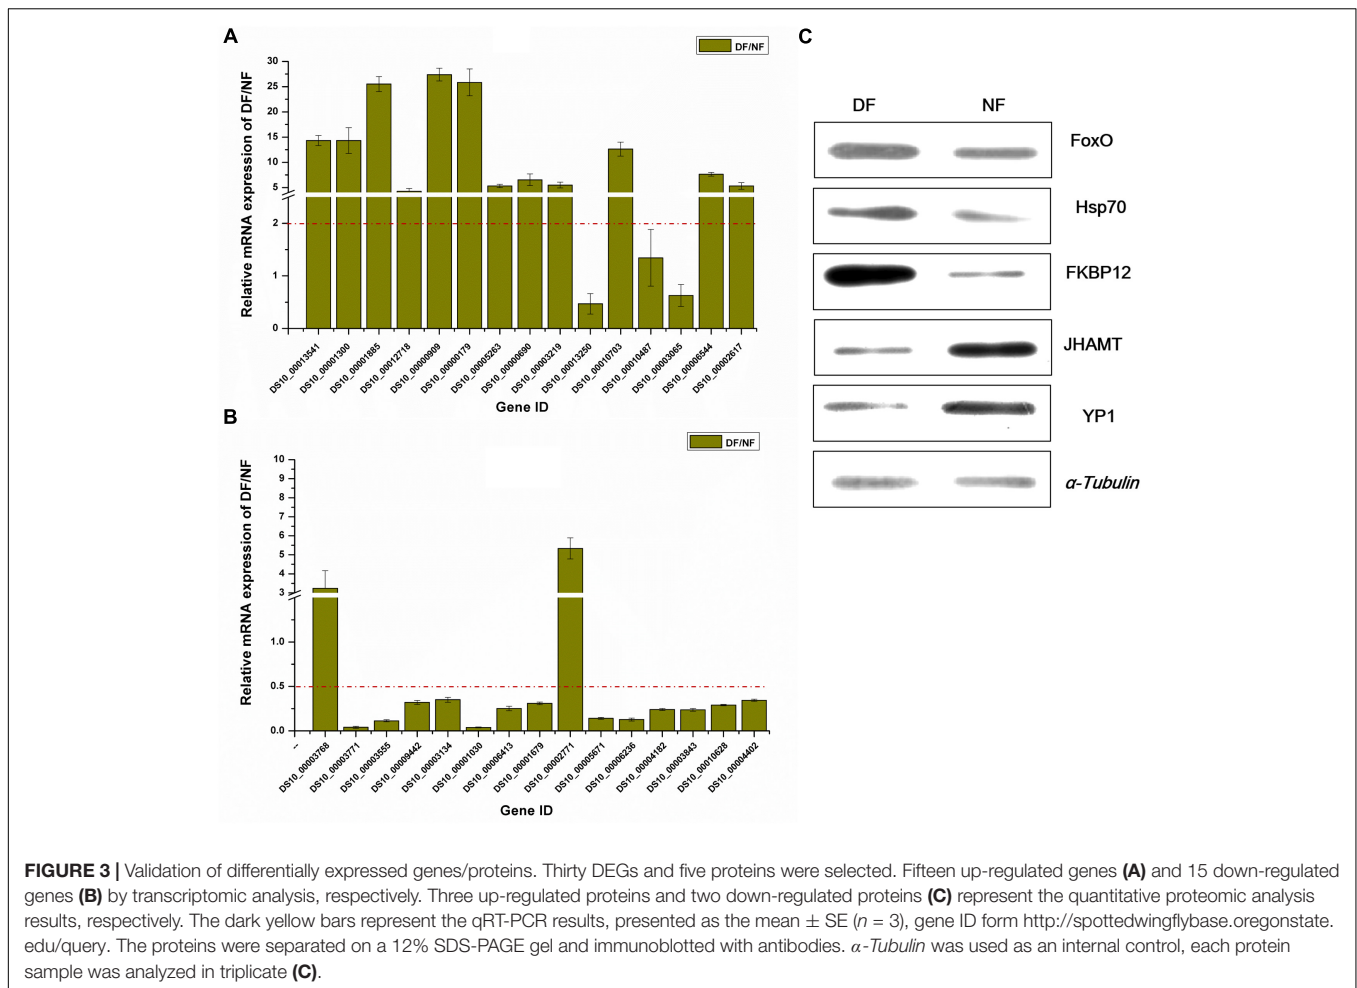 A
DF/NF
Relative mRNA expression of DF/NF
30
25
20
15
10
5
2
1
0
DS10_00013541
DS10_00001300
DS10_00001885
DS10_00012718
DS10_00000909
DS10_00000179
DS10_00005263
DS10_00000690
DS10_00003219
DS10_00013250
DS10_00010703
DS10_00010487
DS10_00003065
DS10_00006544
DS10_00002617
Gene ID
B
DF/NF
Relative mRNA expression of DF/NF
10
9
8
7
6
5
4
3
1.0
0.5
0.0
--
DS10_00003768
DS10_00003771
DS10_00003555
DS10_00009442
DS10_00003134
DS10_00001030
DS10_00006413
DS10_00001679
DS10_00002771
DS10_00005671
DS10_00006236
DS10_00004182
DS10_00003843
DS10_00010628
DS10_00004402
Gene ID
C
DF NF
FoxO
Hsp70
FKBP12
JHAMT
YP1
α-Tubulin
FIGURE 3 | Validation of differentially expressed genes/proteins. Thirty DEGs and five proteins were selected. Fifteen up-regulated genes (A) and 15 down-regulated
genes (B) by transcriptomic analysis, respectively. Three up-regulated proteins and two down-regulated proteins (C) represent the quantitative proteomic analysis
results, respectively. The dark yellow bars represent the qRT-PCR results, presented as the mean ± SE (n = 3), gene ID form http://spottedwingflybase.oregonstate.
edu/query. The proteins were separated on a 12% SDS-PAGE gel and immunoblotted with antibodies. α-Tubulin was used as an internal control, each protein
sample was analyzed in triplicate (C).